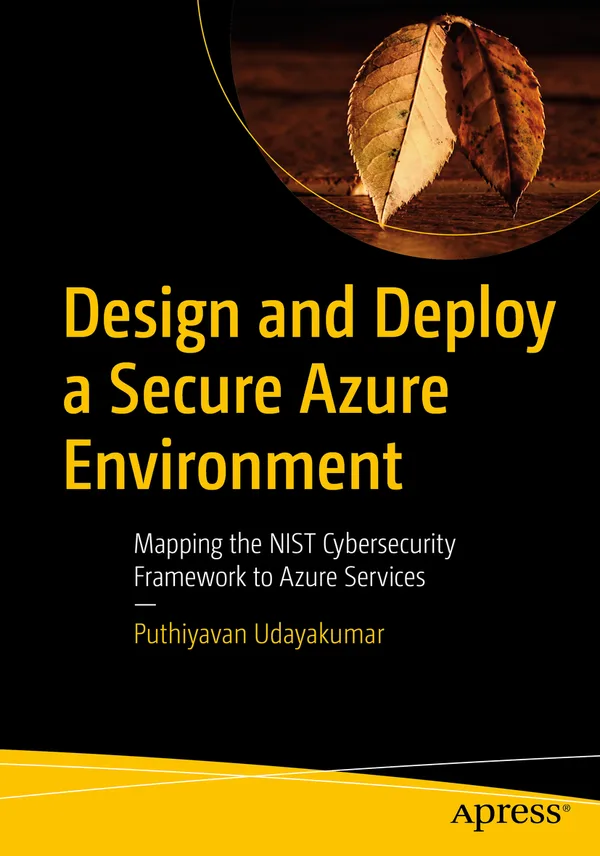 Design and Deploy
a Secure Azure
Environment
Mapping the NIST Cybersecurity
Framework to Azure Services
—
Puthiyavan Udayakumar
Apress®